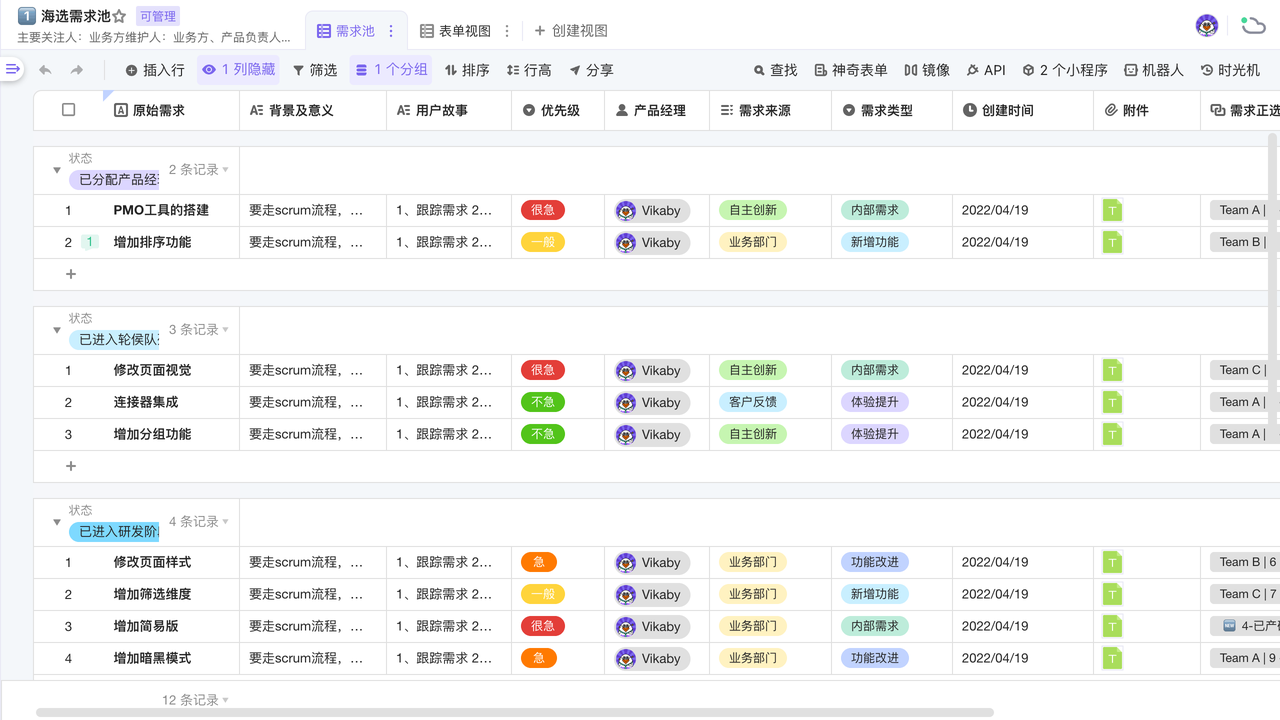 1 海选需求池 可管理
主要关注人：业务方维护人：业务方、产品负责人...
需求池 表单视图 创建视图
插入行 1 列隐藏 筛选 1 个分组 排序 行高 分享 查找 神奇表单 镜像 API 2 个小程序 机器人 时光机
原始需求 背景及意义 用户故事 优先级 产品经理 需求来源 需求类型 创建时间 附件 需求正选
状态
已分配产品经 2 条记录
1 PMO工具的搭建 要走scrum流程，... 1、跟踪需求 2... 很急 Vikaby 自主创新 内部需求 2022/04/19 T Team A |
2 1 增加排序功能 要走scrum流程，... 1、跟踪需求 2... 一般 Vikaby 业务部门 新增功能 2022/04/19 T Team B |
状态
已进入轮侯队 3 条记录
1 修改页面视觉 要走scrum流程，... 1、跟踪需求 2... 很急 Vikaby 自主创新 内部需求 2022/04/19 T Team C |
2 连接器集成 要走scrum流程，... 1、跟踪需求 2... 不急 Vikaby 客户反馈 体验提升 2022/04/19 T Team A |
3 增加分组功能 要走scrum流程，... 1、跟踪需求 2... 不急 Vikaby 自主创新 体验提升 2022/04/19 T Team A |
状态
已进入研发阶 4 条记录
1 修改页面样式 要走scrum流程，... 1、跟踪需求 2... 急 Vikaby 业务部门 功能改进 2022/04/19 T Team B | 6
2 增加筛选维度 要走scrum流程，... 1、跟踪需求 2... 一般 Vikaby 业务部门 新增功能 2022/04/19 T Team C | 7
3 增加简易版 要走scrum流程，... 1、跟踪需求 2... 很急 Vikaby 业务部门 内部需求 2022/04/19 T 4-已产
4 增加暗黑模式 要走scrum流程，... 1、跟踪需求 2... 急 Vikaby 业务部门 功能改进 2022/04/19 T Team A | 9
12 条记录